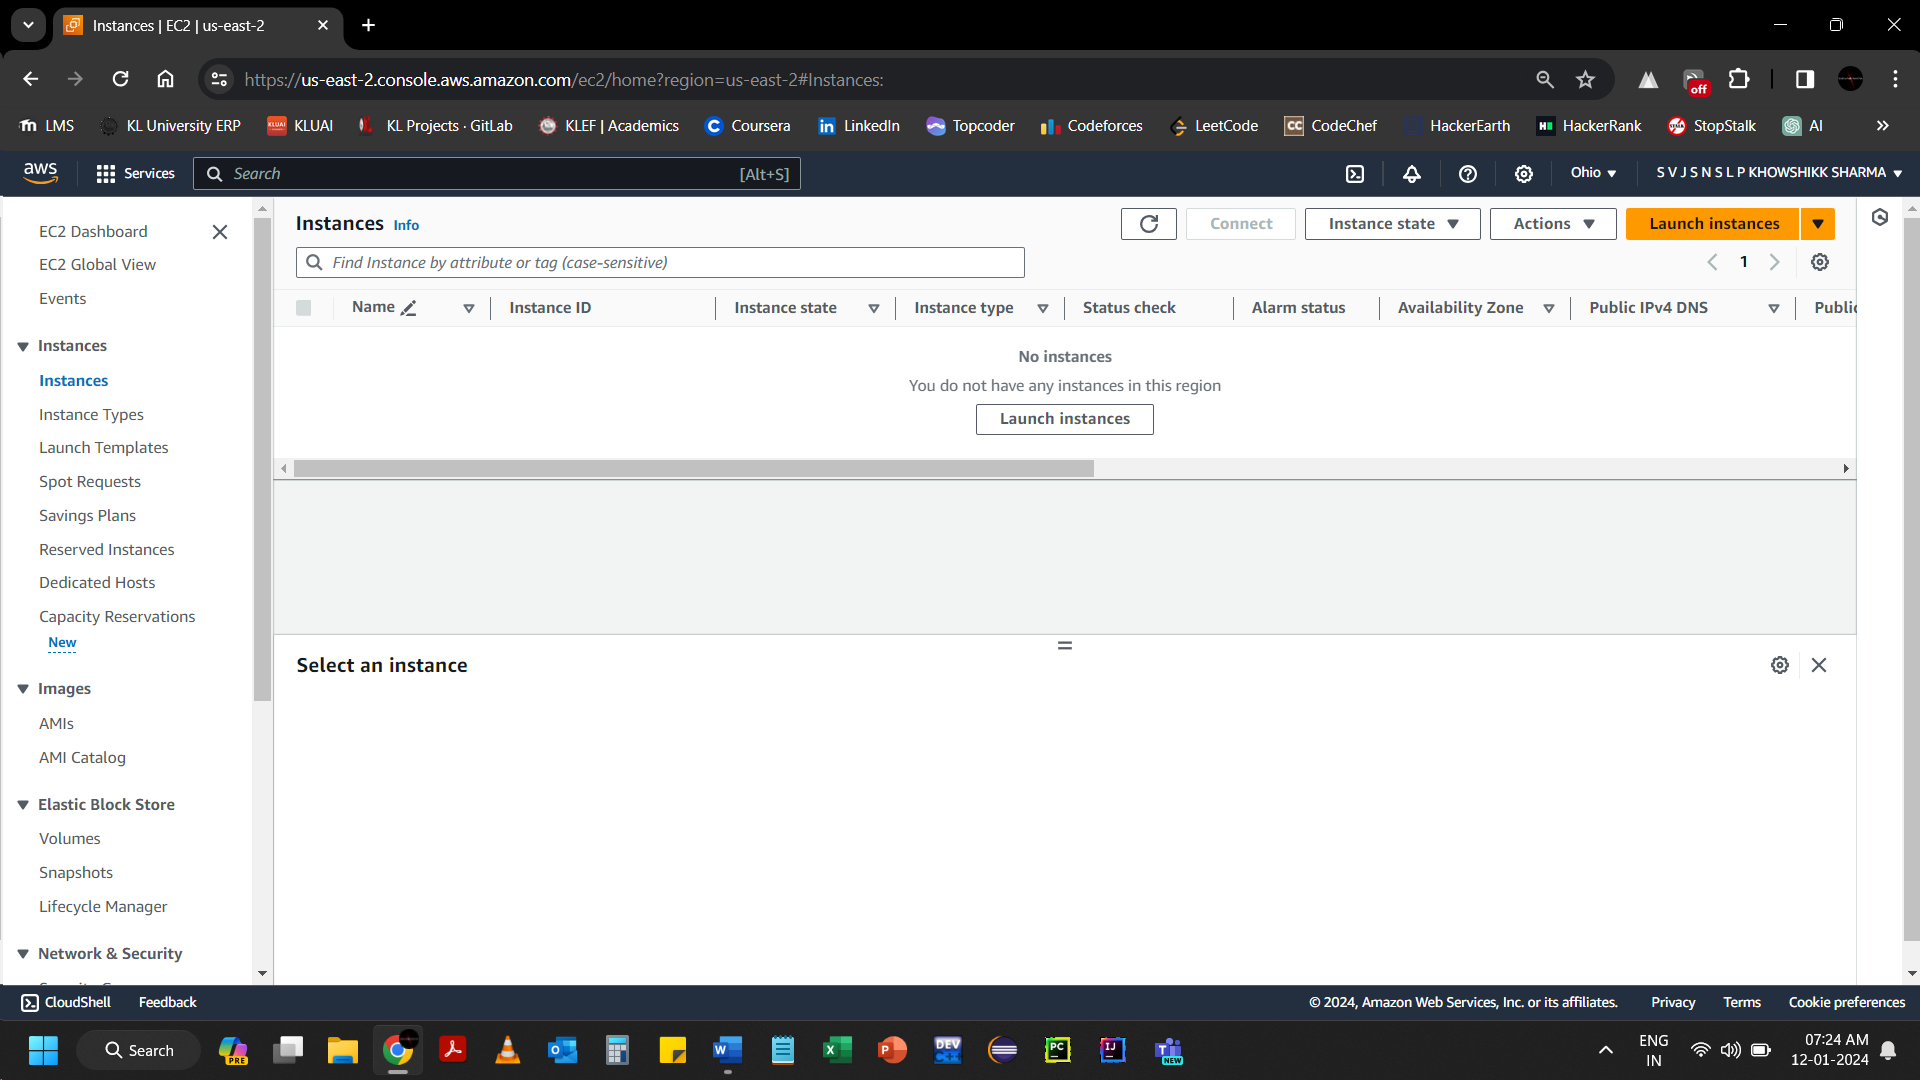 Instances | EC2 | us-east-2
https://us-east-2.console.aws.amazon.com/ec2/home?region=us-east-2#Instances:
off
LMS KL University ERP KLUAI KL Projects · GitLab KLEF | Academics Coursera LinkedIn Topcoder Codeforces LeetCode CodeChef HackerEarth HackerRank StopStalk AI
aws Services Search [Alt+S] Ohio S V J S N S L P KHOWSHIKK SHARMA
EC2 Dashboard
EC2 Global View
Events
Instances
Instances
Instance Types
Launch Templates
Spot Requests
Savings Plans
Reserved Instances
Dedicated Hosts
Capacity Reservations
New
Images
AMIs
AMI Catalog
Elastic Block Store
Volumes
Snapshots
Lifecycle Manager
Network & Security
Instances Info Connect Instance state Actions Launch instances
Find Instance by attribute or tag (case-sensitive) 1
Name Instance ID Instance state Instance type Status check Alarm status Availability Zone Public IPv4 DNS Public
No instances
You do not have any instances in this region
Launch instances
Select an instance
CloudShell Feedback © 2024, Amazon Web Services, Inc. or its affiliates. Privacy Terms Cookie preferences
Search ENG 07:24 AM
IN 12-01-2024